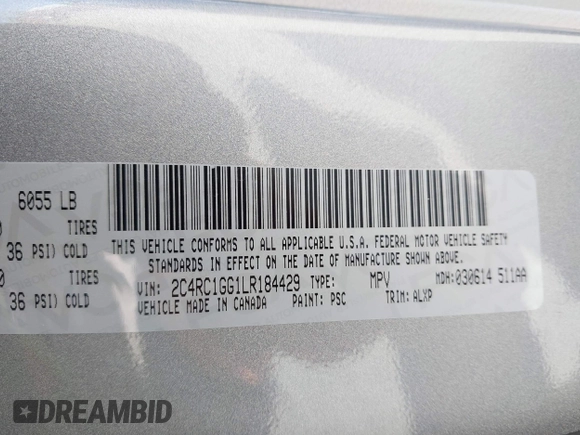 6055 LB
0 TIRES
36 PSI) COLD
0 TIRES
36 PSI) COLD
THIS VEHICLE CONFORMS TO ALL APPLICABLE U.S.A. FEDERAL MOTOR VEHICLE SAFETY
STANDARDS IN EFFECT ON THE DATE OF MANUFACTURE SHOWN ABOVE.
VIN: 2C4RC1GG1LR184429 TYPE: MPV MDH:030614 511AA
VEHICLE MADE IN CANADA PAINT: PSC TRIM: ALXP
DREAMBID